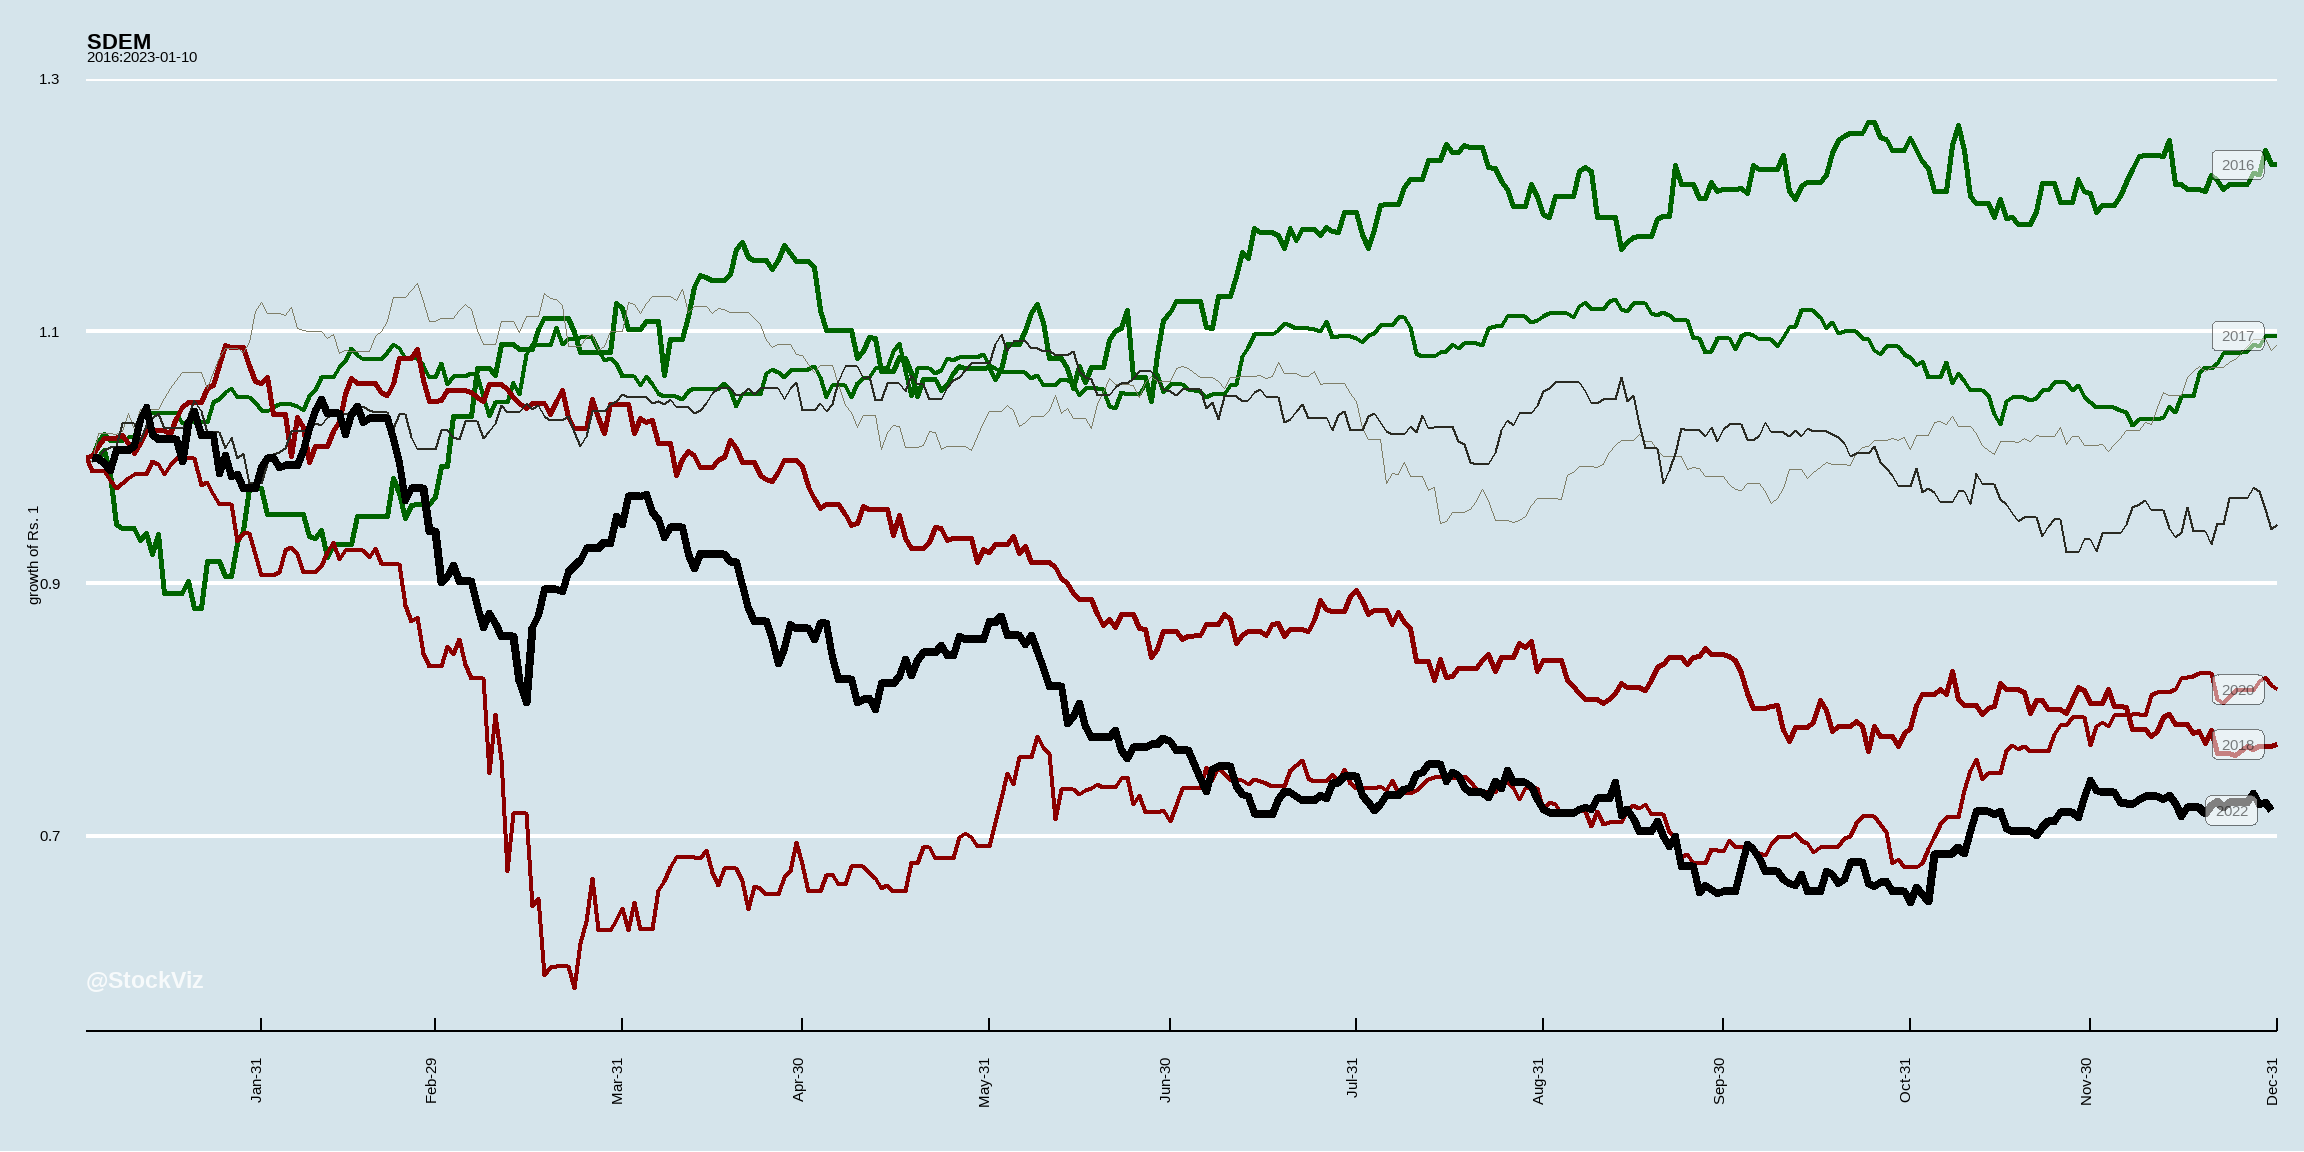 SDEM
2016:2023-01-10
1.3
1.1
0.9
0.7
growth of Rs. 1
2016
2017
2020
2018
2022
@StockViz
Jan-31
Feb-29
Mar-31
Apr-30
May-31
Jun-30
Jul-31
Aug-31
Sep-30
Oct-31
Nov-30
Dec-31